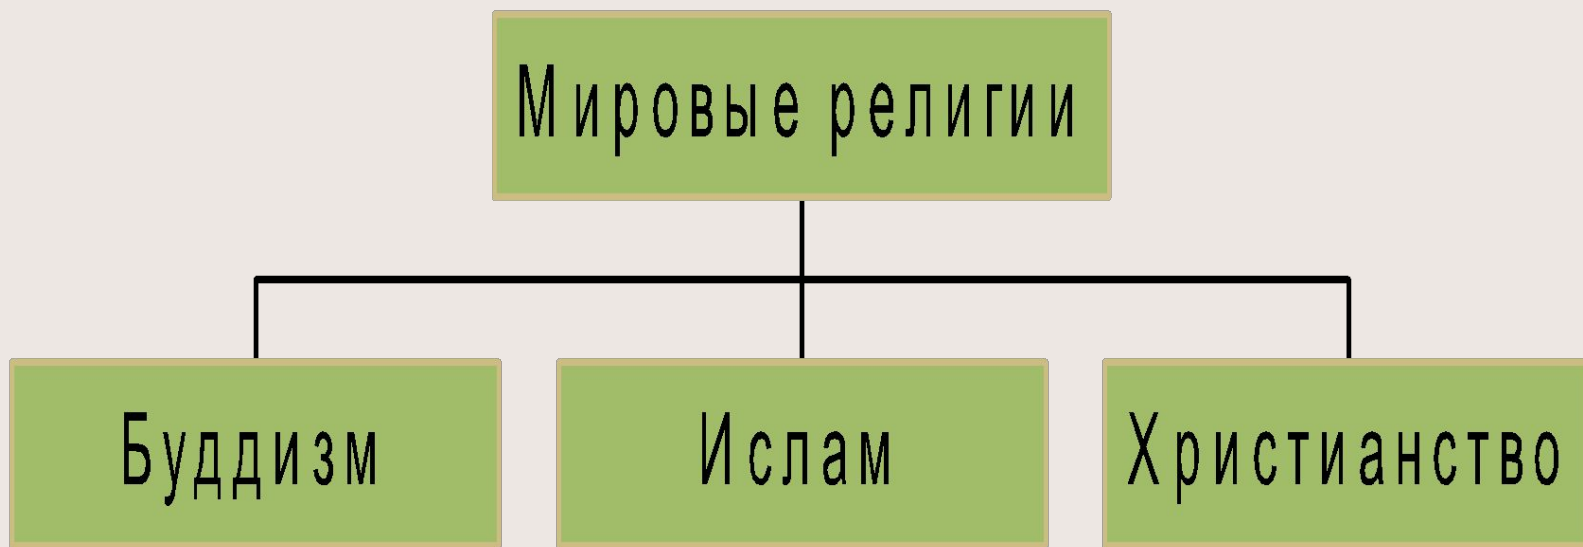 Мировые религии
Буддизм
Ислам
Христианство